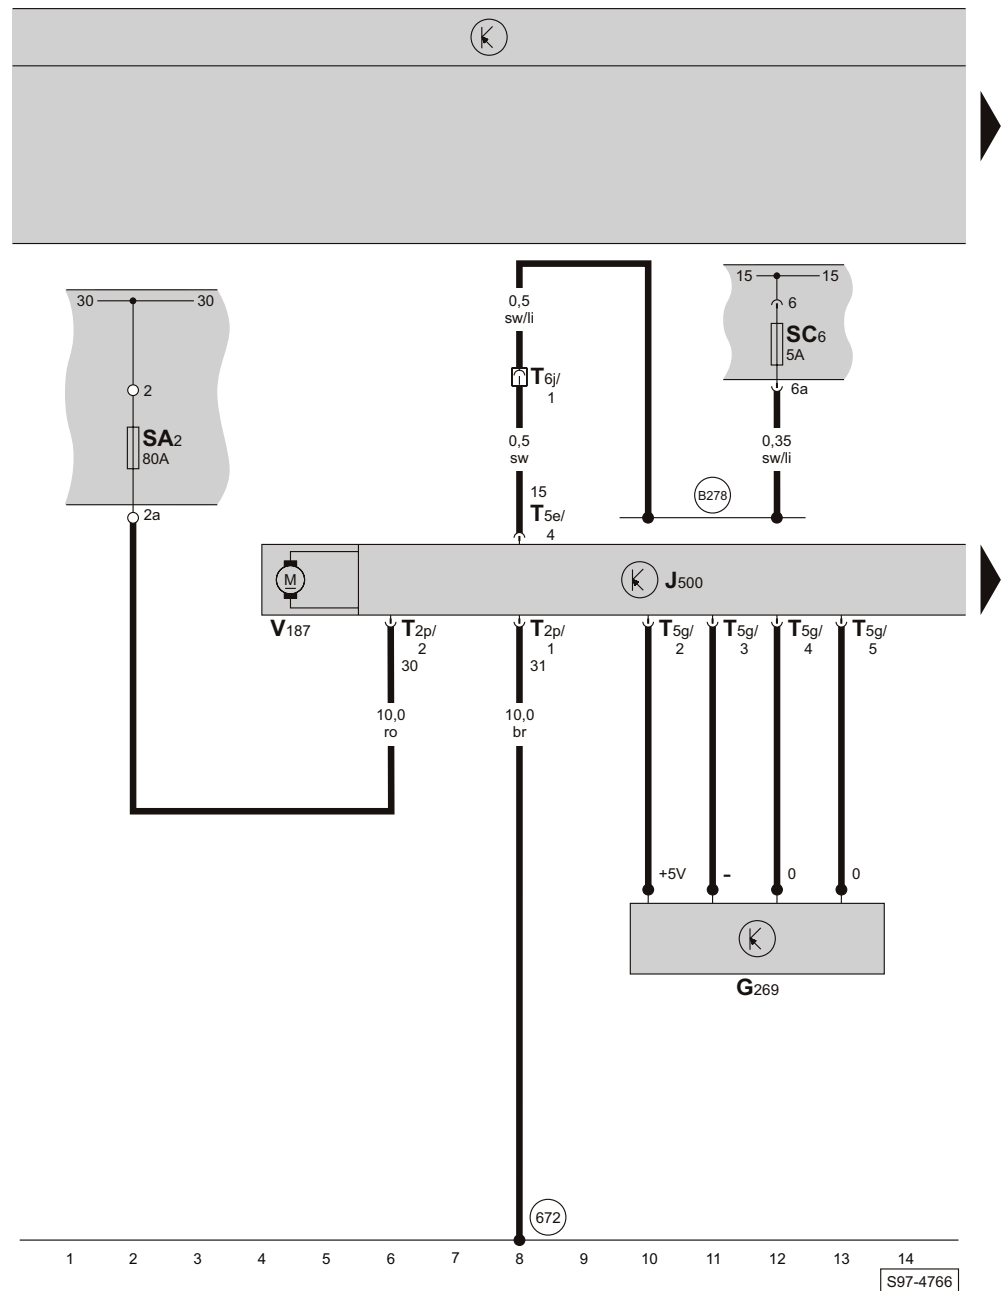 30 30
2
SA2
80A
2a
0,5
sw/li
T6j/
1
0,5
sw
15
T5e/
4
15 15
6
SC6
5A
6a
0,35
sw/li
B278
M
V187
J500
T2p/
2
30
T2p/
1
31
T5g/
2
T5g/
3
T5g/
4
T5g/
5
10,0
ro
10,0
br
+5V
-
0
0
G269
672
1 2 3 4 5 6 7 8 9 10 11 12 13 14
S97-4766